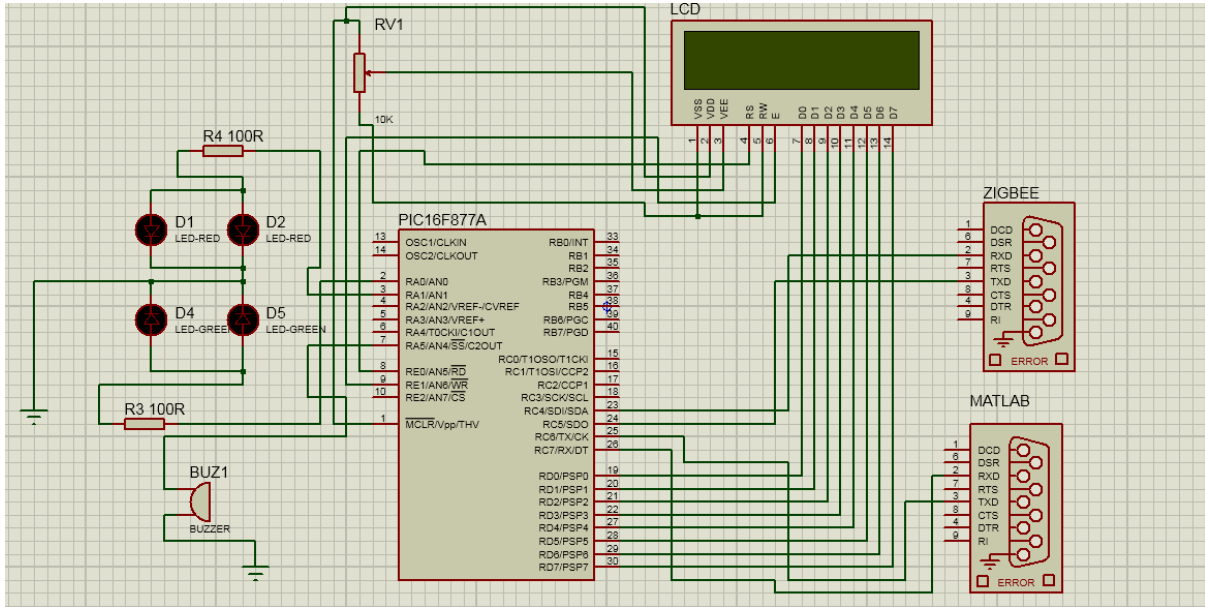 RV1
10K
LCD
VSS
VDD
VEE
RS
RW
E
D0
D1
D2
D3
D4
D5
D6
D7
1
2
3
4
5
6
7
8
9
10
11
12
13
14
R4 100R
D1
LED-RED
D2
LED-RED
D4
LED-GREEN
D5
LED-GREEN
R3 100R
BUZ1
BUZZER
PIC16F877A
13 OSC1/CLKIN
14 OSC2/CLKOUT
2 RA0/AN0
3 RA1/AN1
4 RA2/AN2/VREF-/CVREF
5 RA3/AN3/VREF+
6 RA4/T0CKI/C1OUT
7 RA5/AN4/SS/C2OUT
8 RE0/AN5/RD
9 RE1/AN6/WR
10 RE2/AN7/CS
1 MCLR/Vpp/THV
RB0/INT 33
RB1 34
RB2 35
RB3/PGM 36
RB4 37
RB5 38
RB6/PGC 39
RB7/PGD 40
RC0/T1OSO/T1CKI 15
RC1/T1OSI/CCP2 16
RC2/CCP1 17
RC3/SCK/SCL 18
RC4/SDI/SDA 23
RC5/SDO 24
RC6/TX/CK 25
RC7/RX/DT 26
RD0/PSP0 19
RD1/PSP1 20
RD2/PSP2 21
RD3/PSP3 22
RD4/PSP4 27
RD5/PSP5 28
RD6/PSP6 29
RD7/PSP7 30
ZIGBEE
1 DCD
6 DSR
2 RXD
7 RTS
3 TXD
8 CTS
4 DTR
9 RI
ERROR
MATLAB
1 DCD
6 DSR
2 RXD
7 RTS
3 TXD
8 CTS
4 DTR
9 RI
ERROR